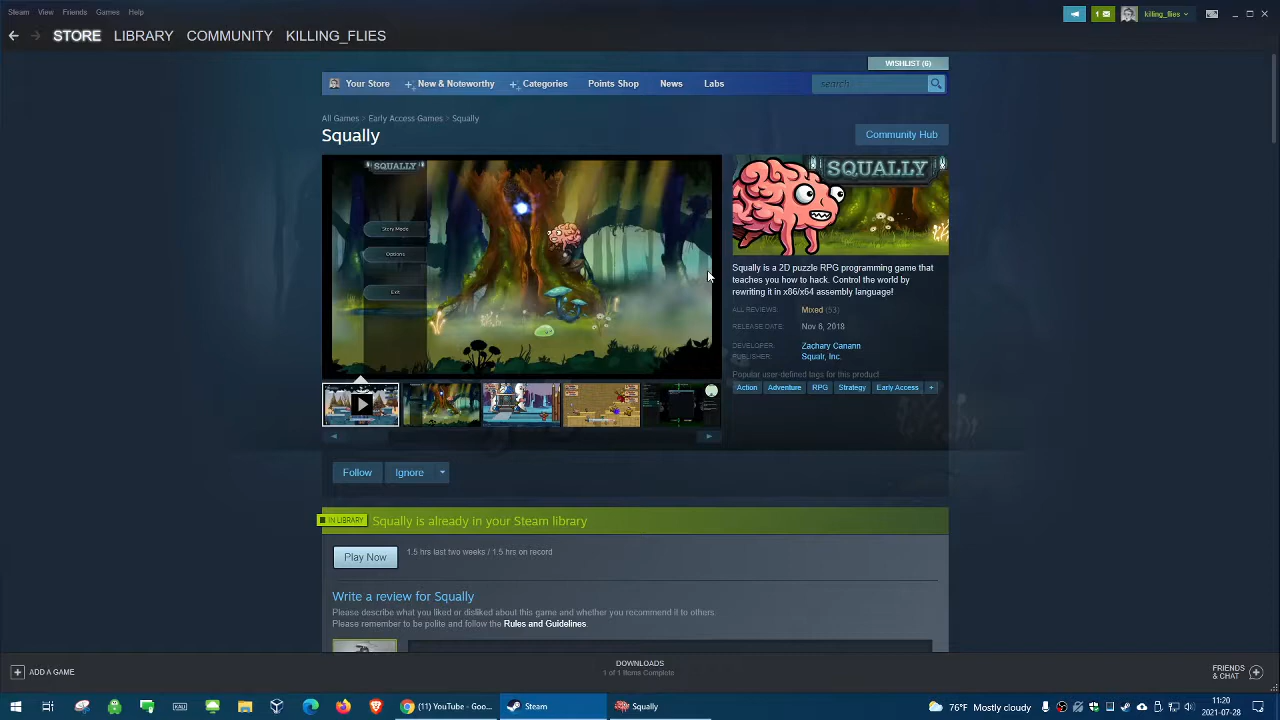 Steam View Friends Games Help
1 killing_flies
STORE LIBRARY COMMUNITY KILLING_FLIES
WISHLIST (6)
Your Store New & Noteworthy Categories Points Shop News Labs search
All Games > Early Access Games > Squally
Squally
Community Hub
SQUALLY
Story Mode
Options
Exit
SQUALLY
Squally is a 2D puzzle RPG programming game that
teaches you how to hack. Control the world by
rewriting it in x86/x64 assembly language!
ALL REVIEWS: Mixed (53)
RELEASE DATE: Nov 6, 2018
DEVELOPER: Zachary Canann
PUBLISHER: Squalr, Inc.
Popular user-defined tags for this product
Action Adventure RPG Strategy Early Access +
Follow Ignore
IN LIBRARY Squally is already in your Steam library
Play Now 1.5 hrs last two weeks / 1.5 hrs on record
Write a review for Squally
Please describe what you liked or disliked about this game and whether you recommend it to others.
Please remember to be polite and follow the Rules and Guidelines.
ADD A GAME
DOWNLOADS
1 of 1 Items Complete
FRIENDS
& CHAT
(11) YouTube - Goo... Steam Squally
76°F Mostly cloudy
11:20
2021-07-28